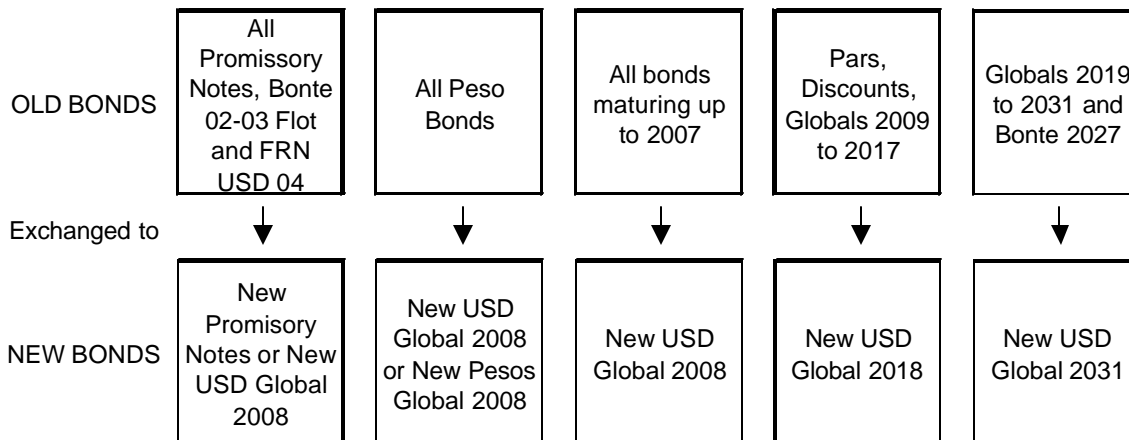 OLD BONDS
All
Promissory
Notes, Bonte
02-03 Flot
and FRN
USD 04
All Peso
Bonds
All bonds
maturing up
to 2007
Pars,
Discounts,
Globals 2009
to 2017
Globals 2019
to 2031 and
Bonte 2027
Exchanged to
NEW BONDS
New
Promisory
Notes or New
USD Global
2008
New USD
Global 2008
or New Pesos
Global 2008
New USD
Global 2008
New USD
Global 2018
New USD
Global 2031